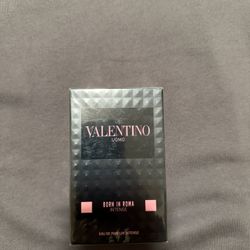 VALENTINO
UOMO
BORN IN ROMA
INTENSE
EAU DE PARFUM INTENSE